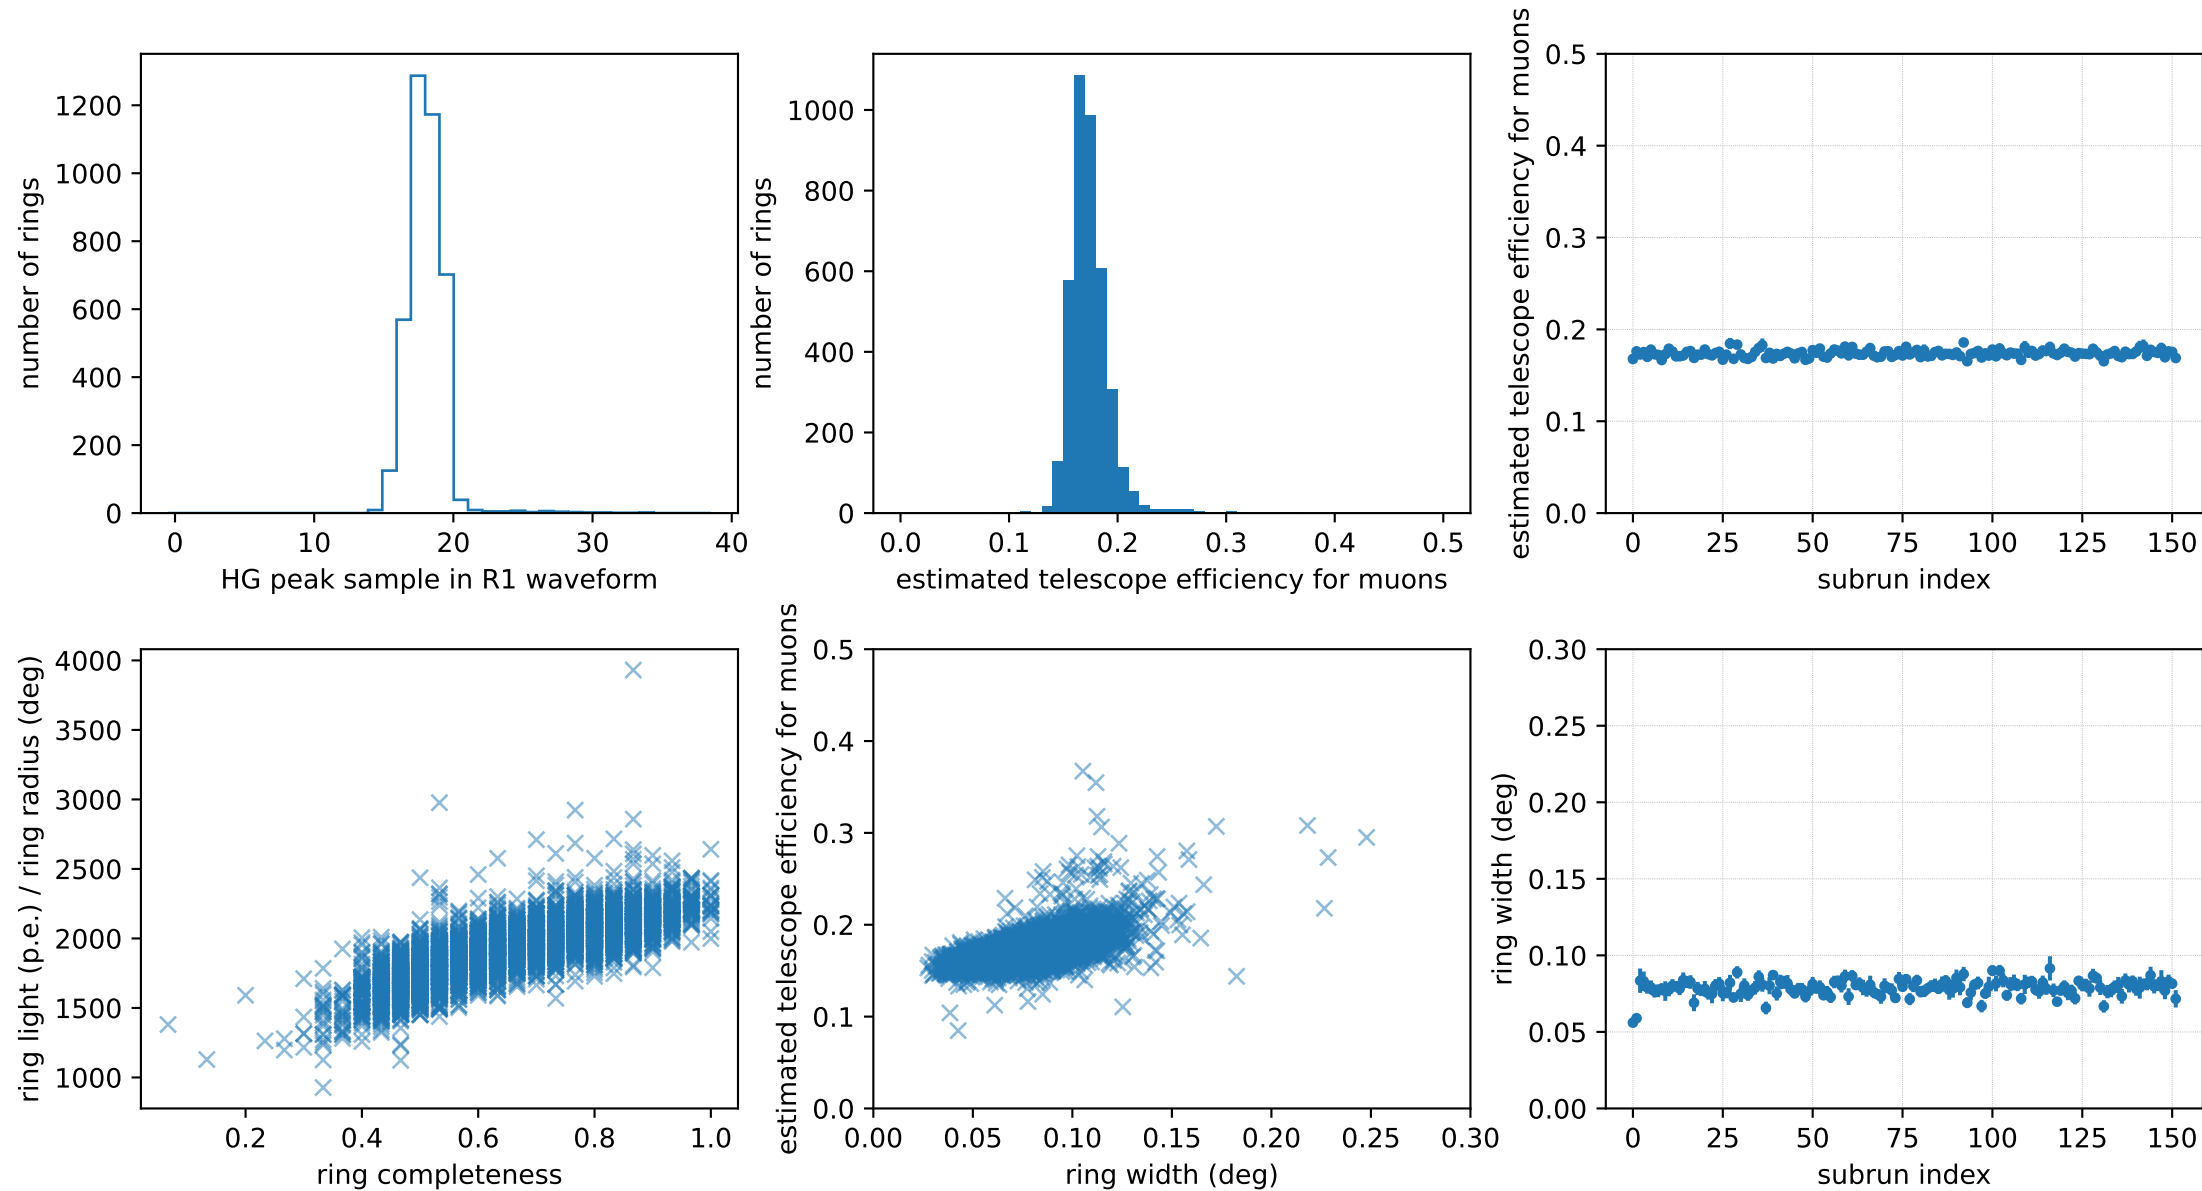 number of rings
1200
1000
800
600
400
200
0
0 10 20 30 40
HG peak sample in R1 waveform
number of rings
1000
800
600
400
200
0
0.0 0.1 0.2 0.3 0.4 0.5
estimated telescope efficiency for muons
estimated telescope efficiency for muons
0.5
0.4
0.3
0.2
0.1
0.0
0 25 50 75 100 125 150
subrun index
ring light (p.e.) / ring radius (deg)
4000
3500
3000
2500
2000
1500
1000
0.2 0.4 0.6 0.8 1.0
ring completeness
estimated telescope efficiency for muons
0.5
0.4
0.3
0.2
0.1
0.0
0.00 0.05 0.10 0.15 0.20 0.25 0.30
ring width (deg)
ring width (deg)
0.30
0.25
0.20
0.15
0.10
0.05
0.00
0 25 50 75 100 125 150
subrun index